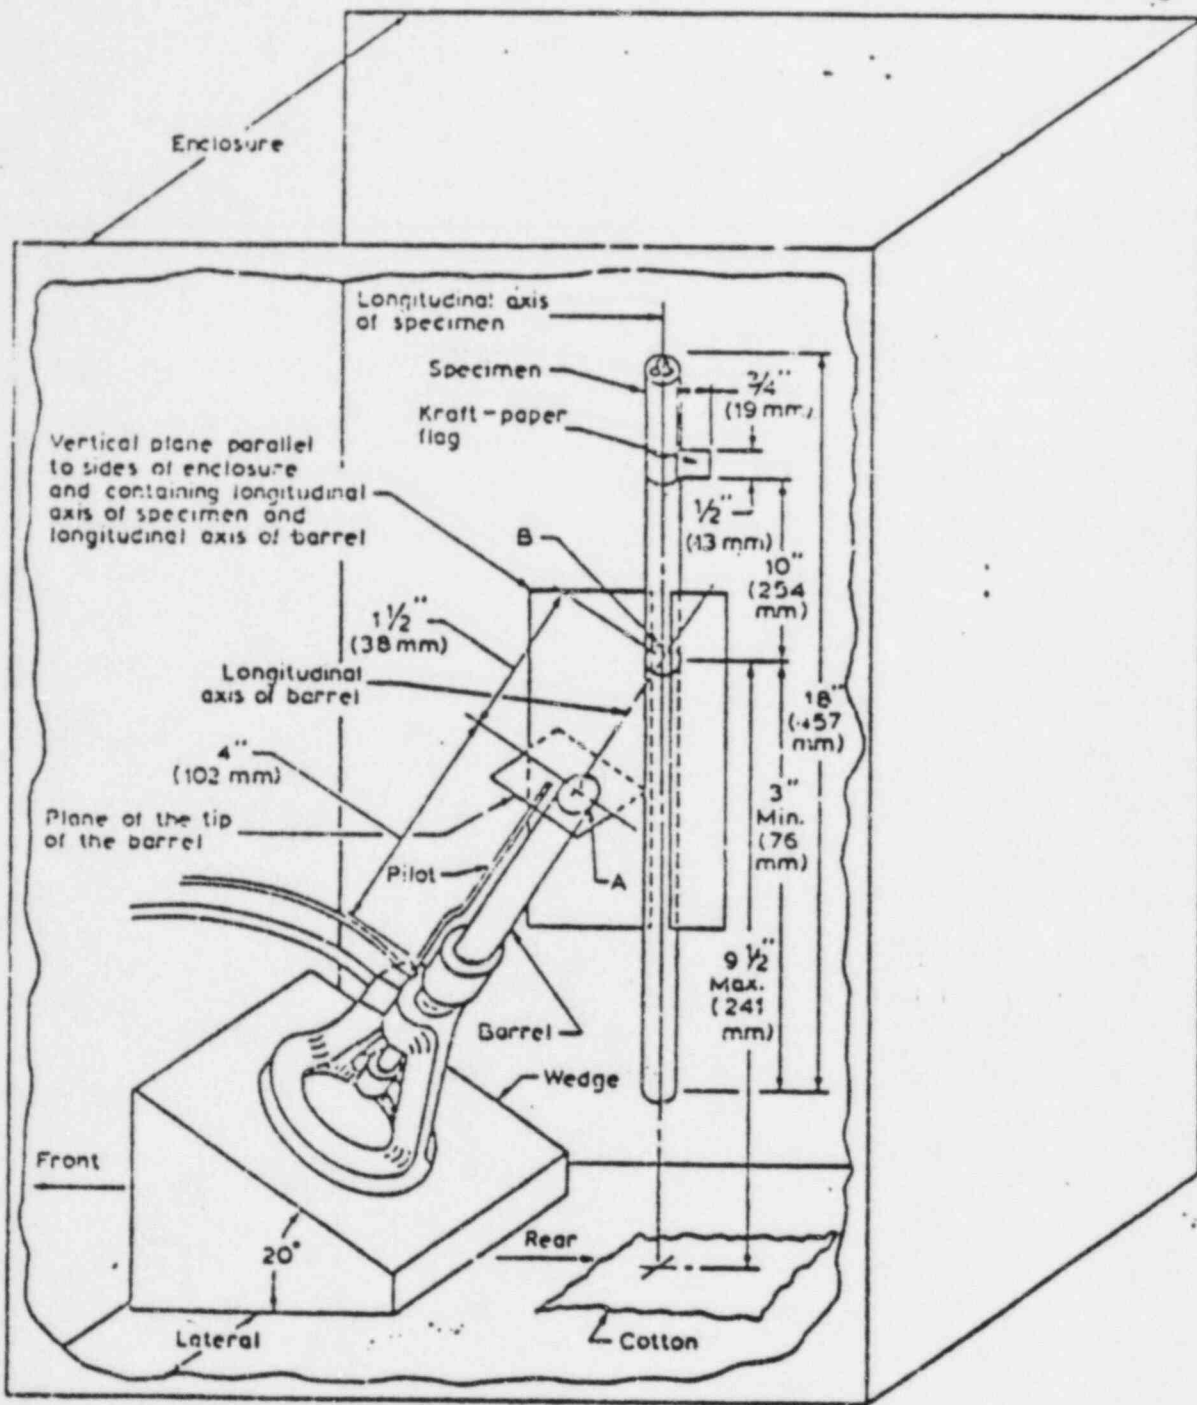 Enclosure
Longitudinal axis
of specimen
Specimen
3/4"
(19 mm)
Kraft-paper
flag
Vertical plane parallel
to sides of enclosure
and containing longitudinal
axis of specimen and
longitudinal axis of barrel
1/2"
(13 mm)
B
10"
(254
mm)
1 1/2"
(38 mm)
Longitudinal
axis of barrel
18"
(457
mm)
4"
(102 mm)
3"
Min.
(76
mm)
Plane of the tip
of the barrel
Pilot
A
9 1/2"
Max.
(241
mm)
Barrel
Wedge
Front
Rear
20°
Lateral
Cotton